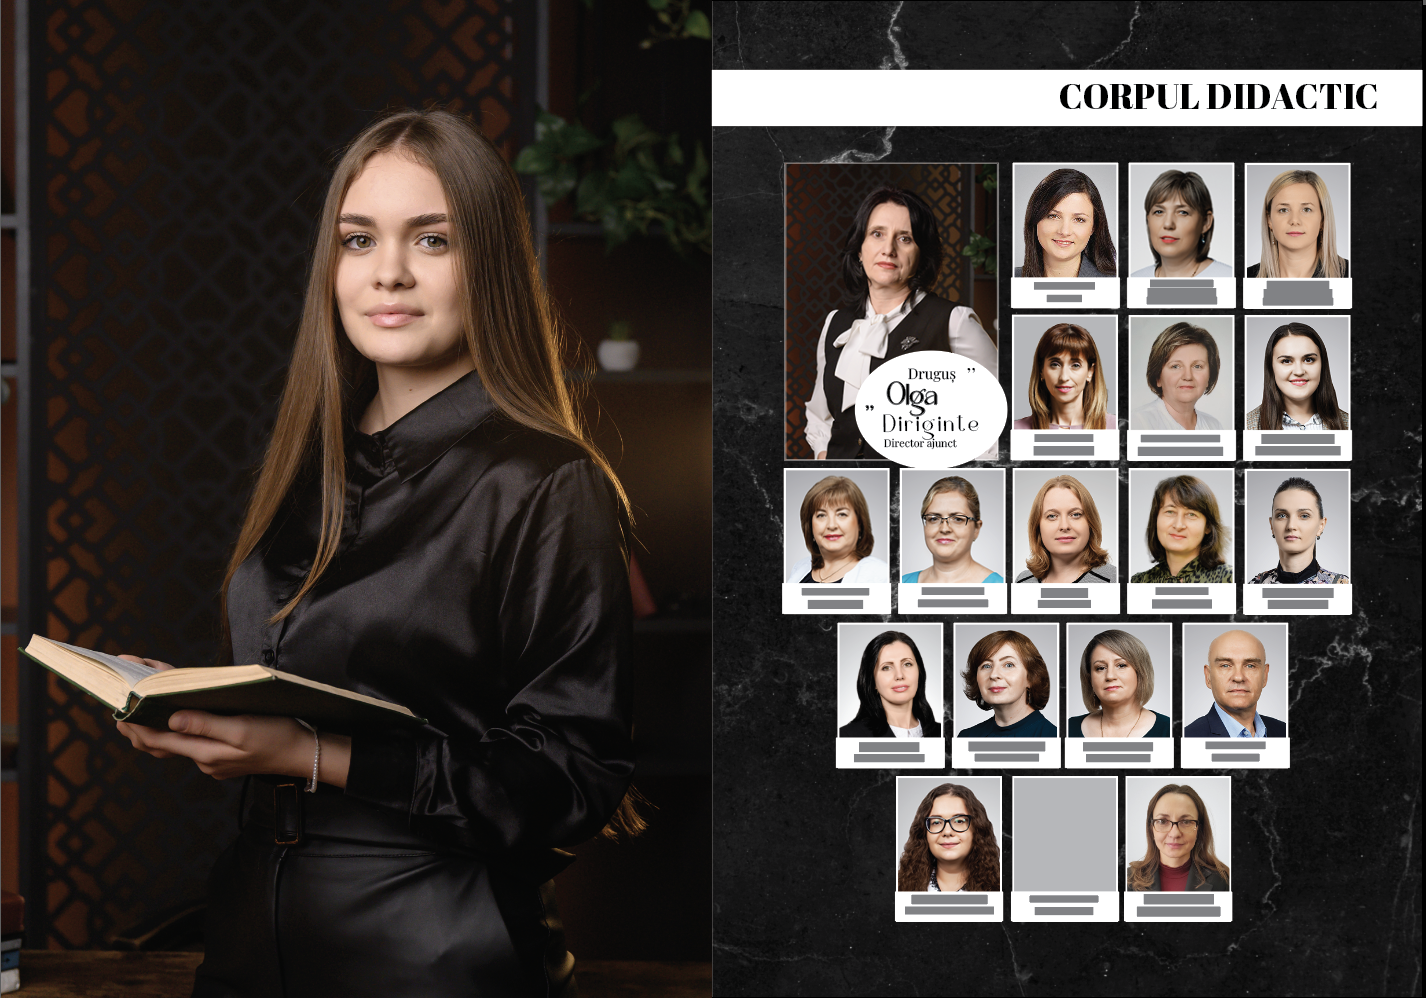 CORPUL DIDACTIC
Druguș ”
Olga
” Diriginte
Director ajunct